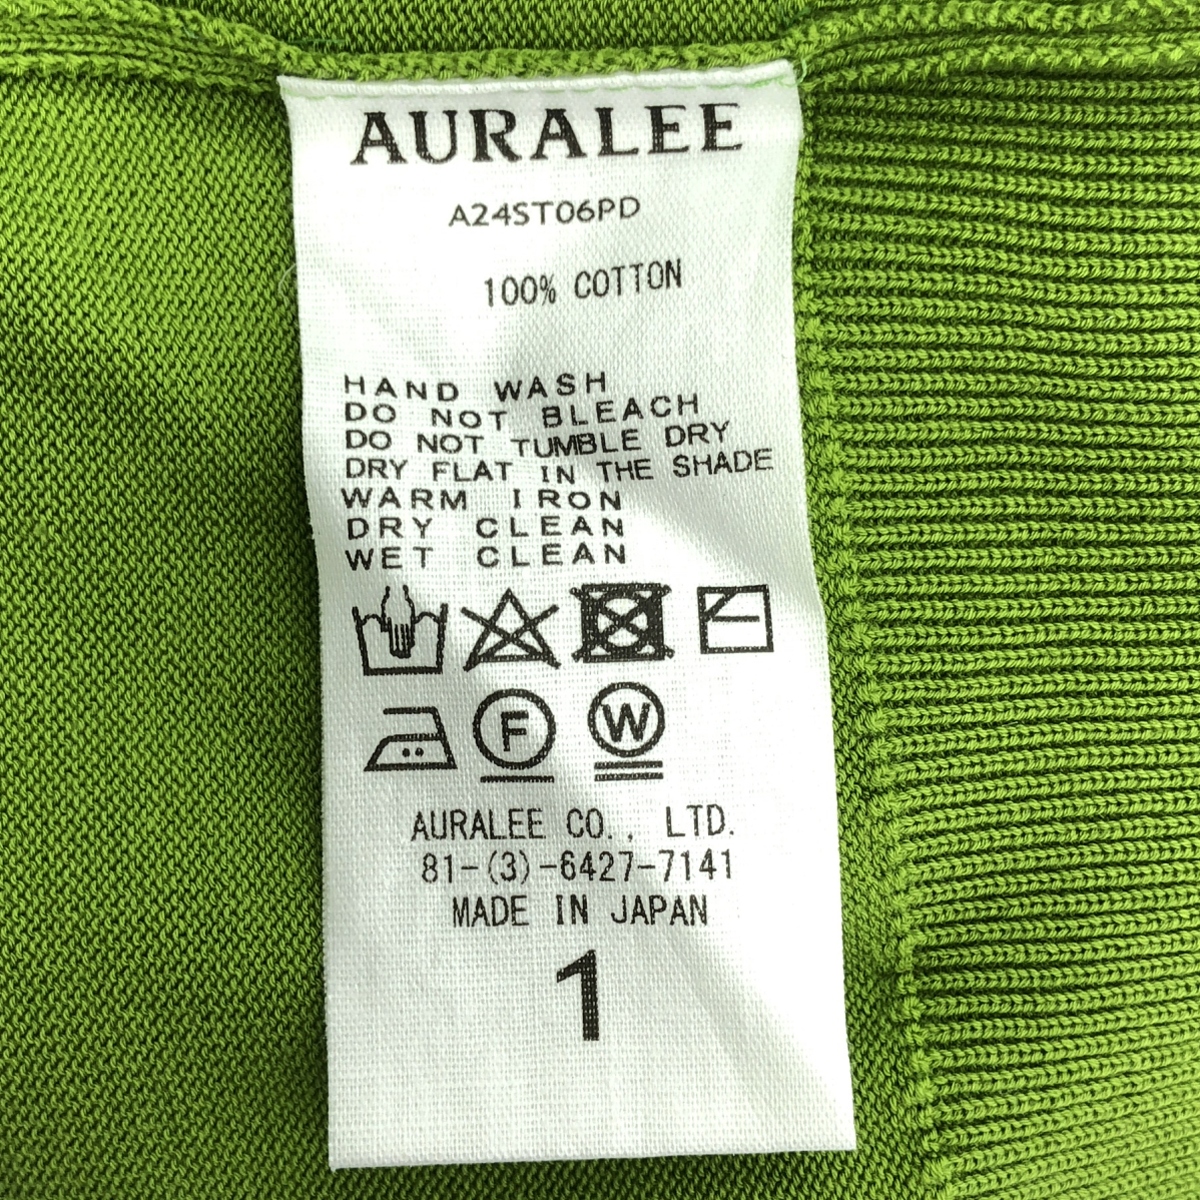 AURALEE
A24ST06PD
100% COTTON
HAND WASH
DO NOT BLEACH
DO NOT TUMBLE DRY
DRY FLAT IN THE SHADE
WARM IRON
DRY CLEAN
WET CLEAN
F W
AURALEE CO., LTD.
81-(3)-6427-7141
MADE IN JAPAN
1